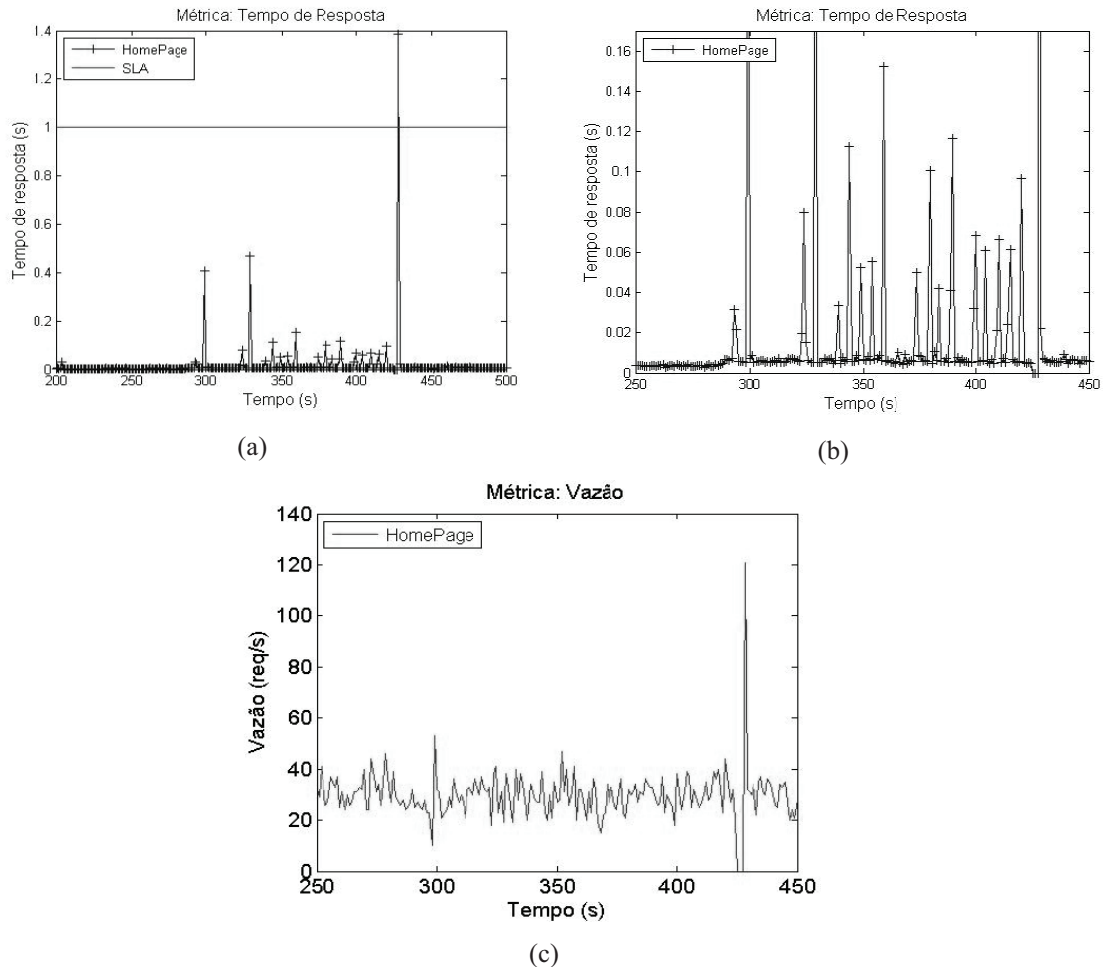 Métrica: Tempo de Resposta
HomePage
SLA
Tempo de resposta (s)
1.4
1.2
1
0.8
0.6
0.4
0.2
0
200
250
300
350
400
450
500
Tempo (s)
(a)
Métrica: Tempo de Resposta
HomePage
Tempo de resposta (s)
0.16
0.14
0.12
0.1
0.08
0.06
0.04
0.02
0
250
300
350
400
450
Tempo (s)
(b)
Métrica: Vazão
HomePage
Vazão (req/s)
140
120
100
80
60
40
20
0
250
300
350
400
450
Tempo (s)
(c)